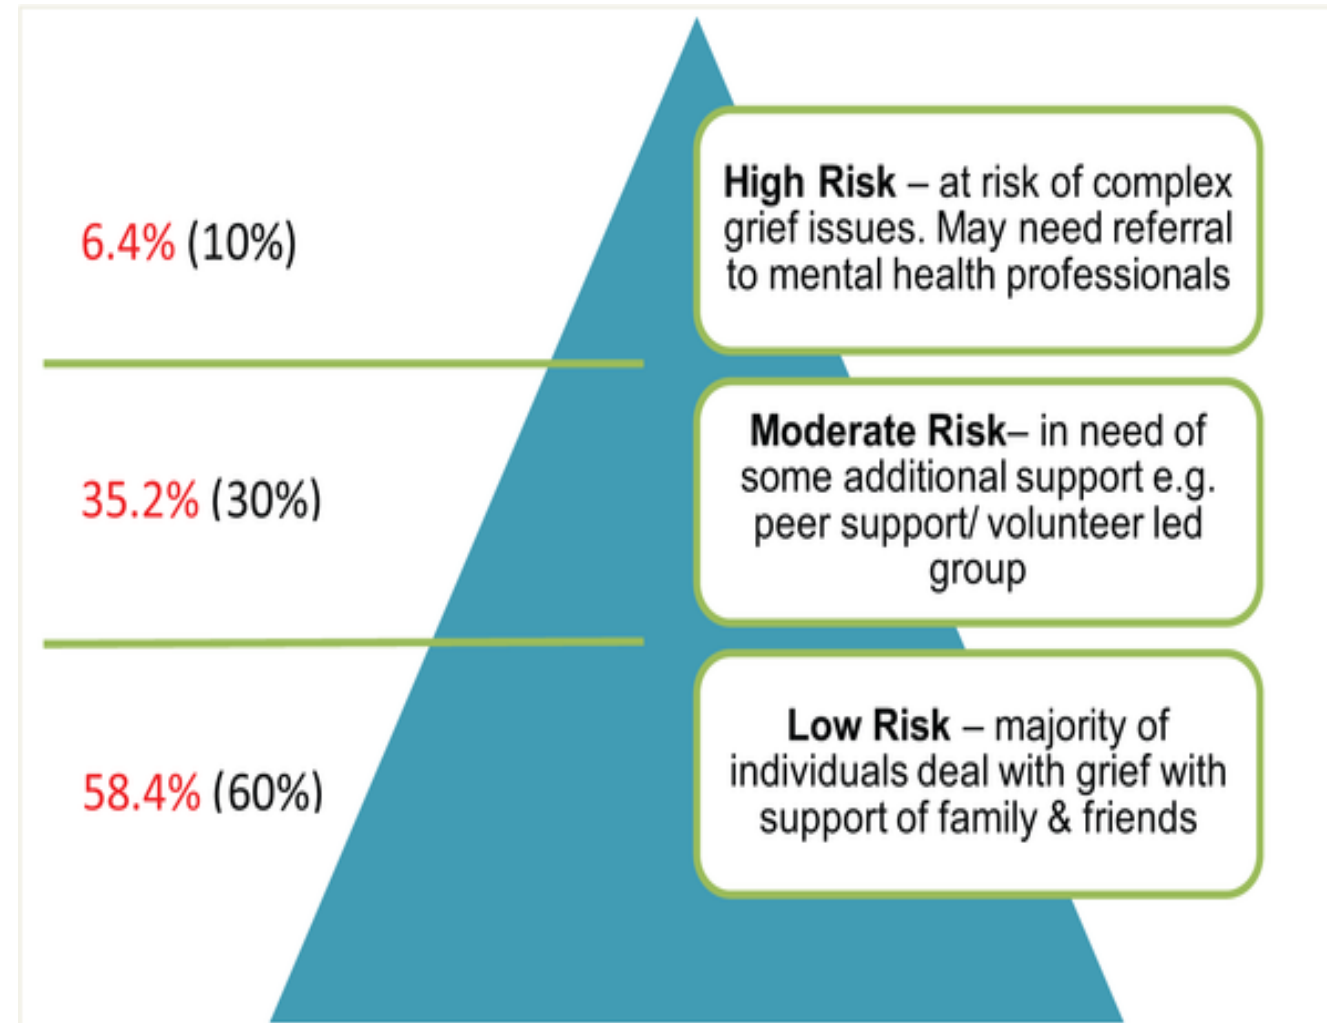 6.4% (10%)
High Risk – at risk of complex
grief issues. May need referral
to mental health professionals
35.2% (30%)
Moderate Risk– in need of
some additional support e.g.
peer support/ volunteer led
group
58.4% (60%)
Low Risk – majority of
individuals deal with grief with
support of family & friends